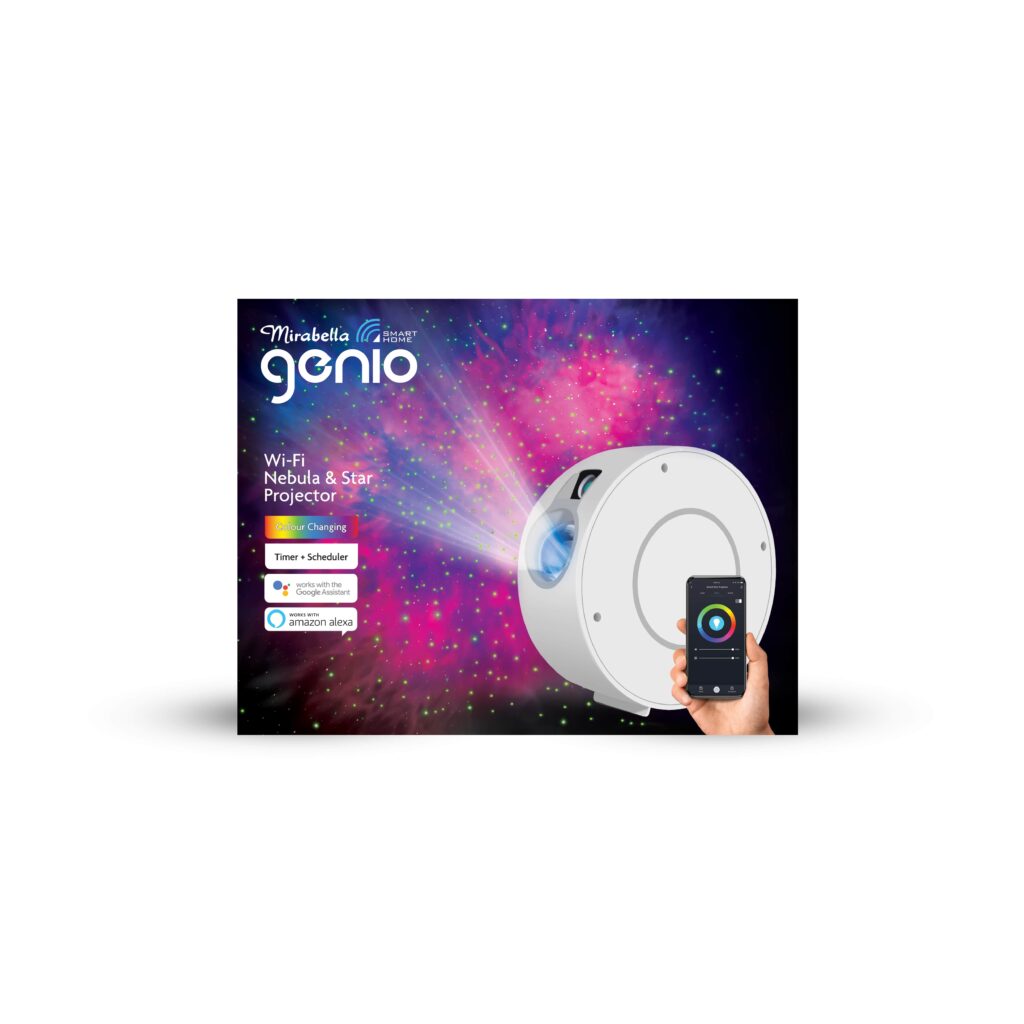 Mirabella
SMART
HOME
genio
Wi-Fi
Nebula & Star
Projector
Colour Changing
Timer + Scheduler
works with the
Google Assistant
WORKS WITH
amazon alexa